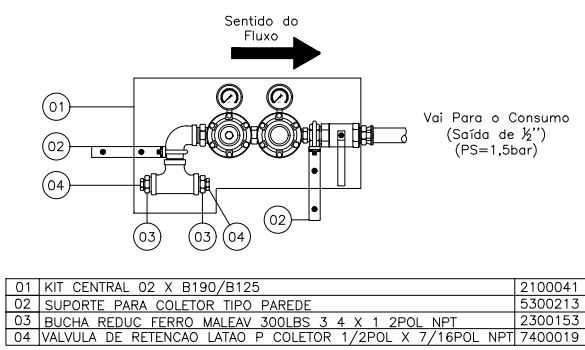 Sentido do
Fluxo
01
02
04
03
03
04
02
Vai Para o Consumo
(Saída de ½'')
(PS=1,5bar)
01 KIT CENTRAL 02 X B190/B125 2100041
02 SUPORTE PARA COLETOR TIPO PAREDE 5300213
03 BUCHA REDUC FERRO MALEAV 300LBS 3 4 X 1 2POL NPT 2300153
04 VALVULA DE RETENCAO LATAO P COLETOR 1/2POL X 7/16POL NPT 7400019